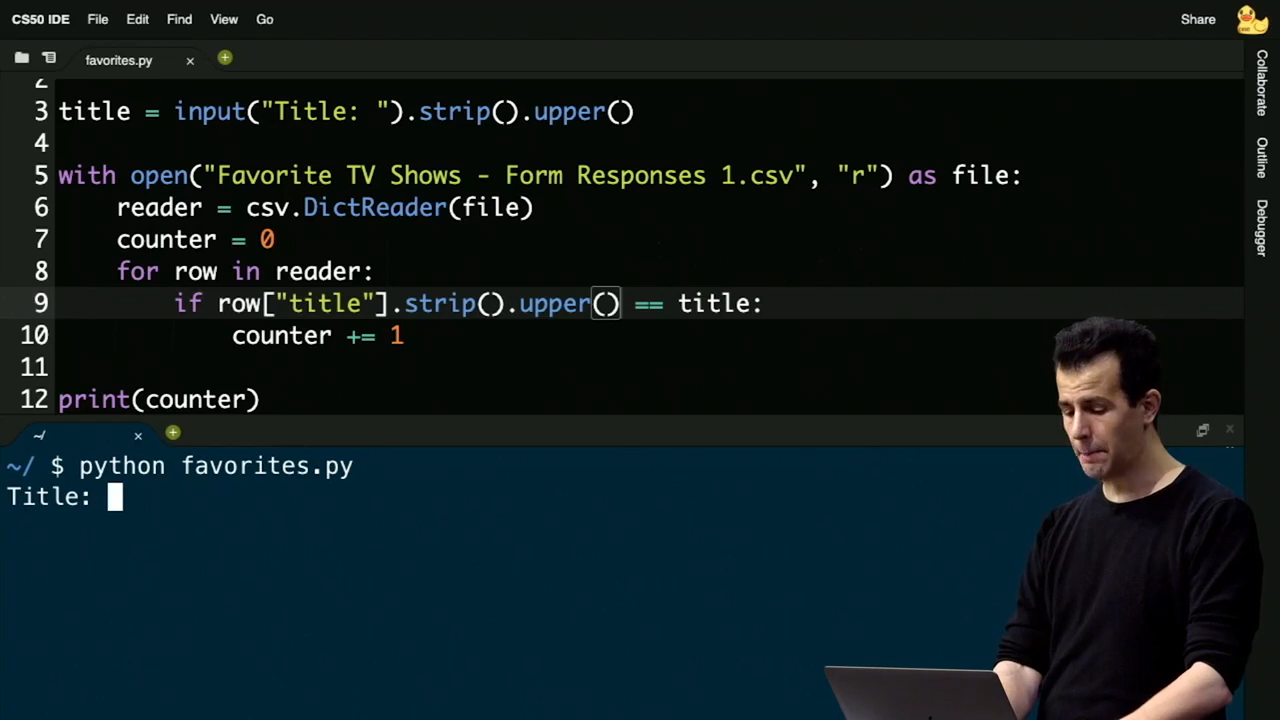 CS50 IDE File Edit Find View Go Share
favorites.py
2
3 title = input("Title: ").strip().upper()
4
5 with open("Favorite TV Shows - Form Responses 1.csv", "r") as file:
6 reader = csv.DictReader(file)
7 counter = 0
8 for row in reader:
9 if row["title"].strip().upper() == title:
10 counter += 1
11
12 print(counter)
~/
~/ $ python favorites.py
Title:
Collaborate
Outline
Debugger